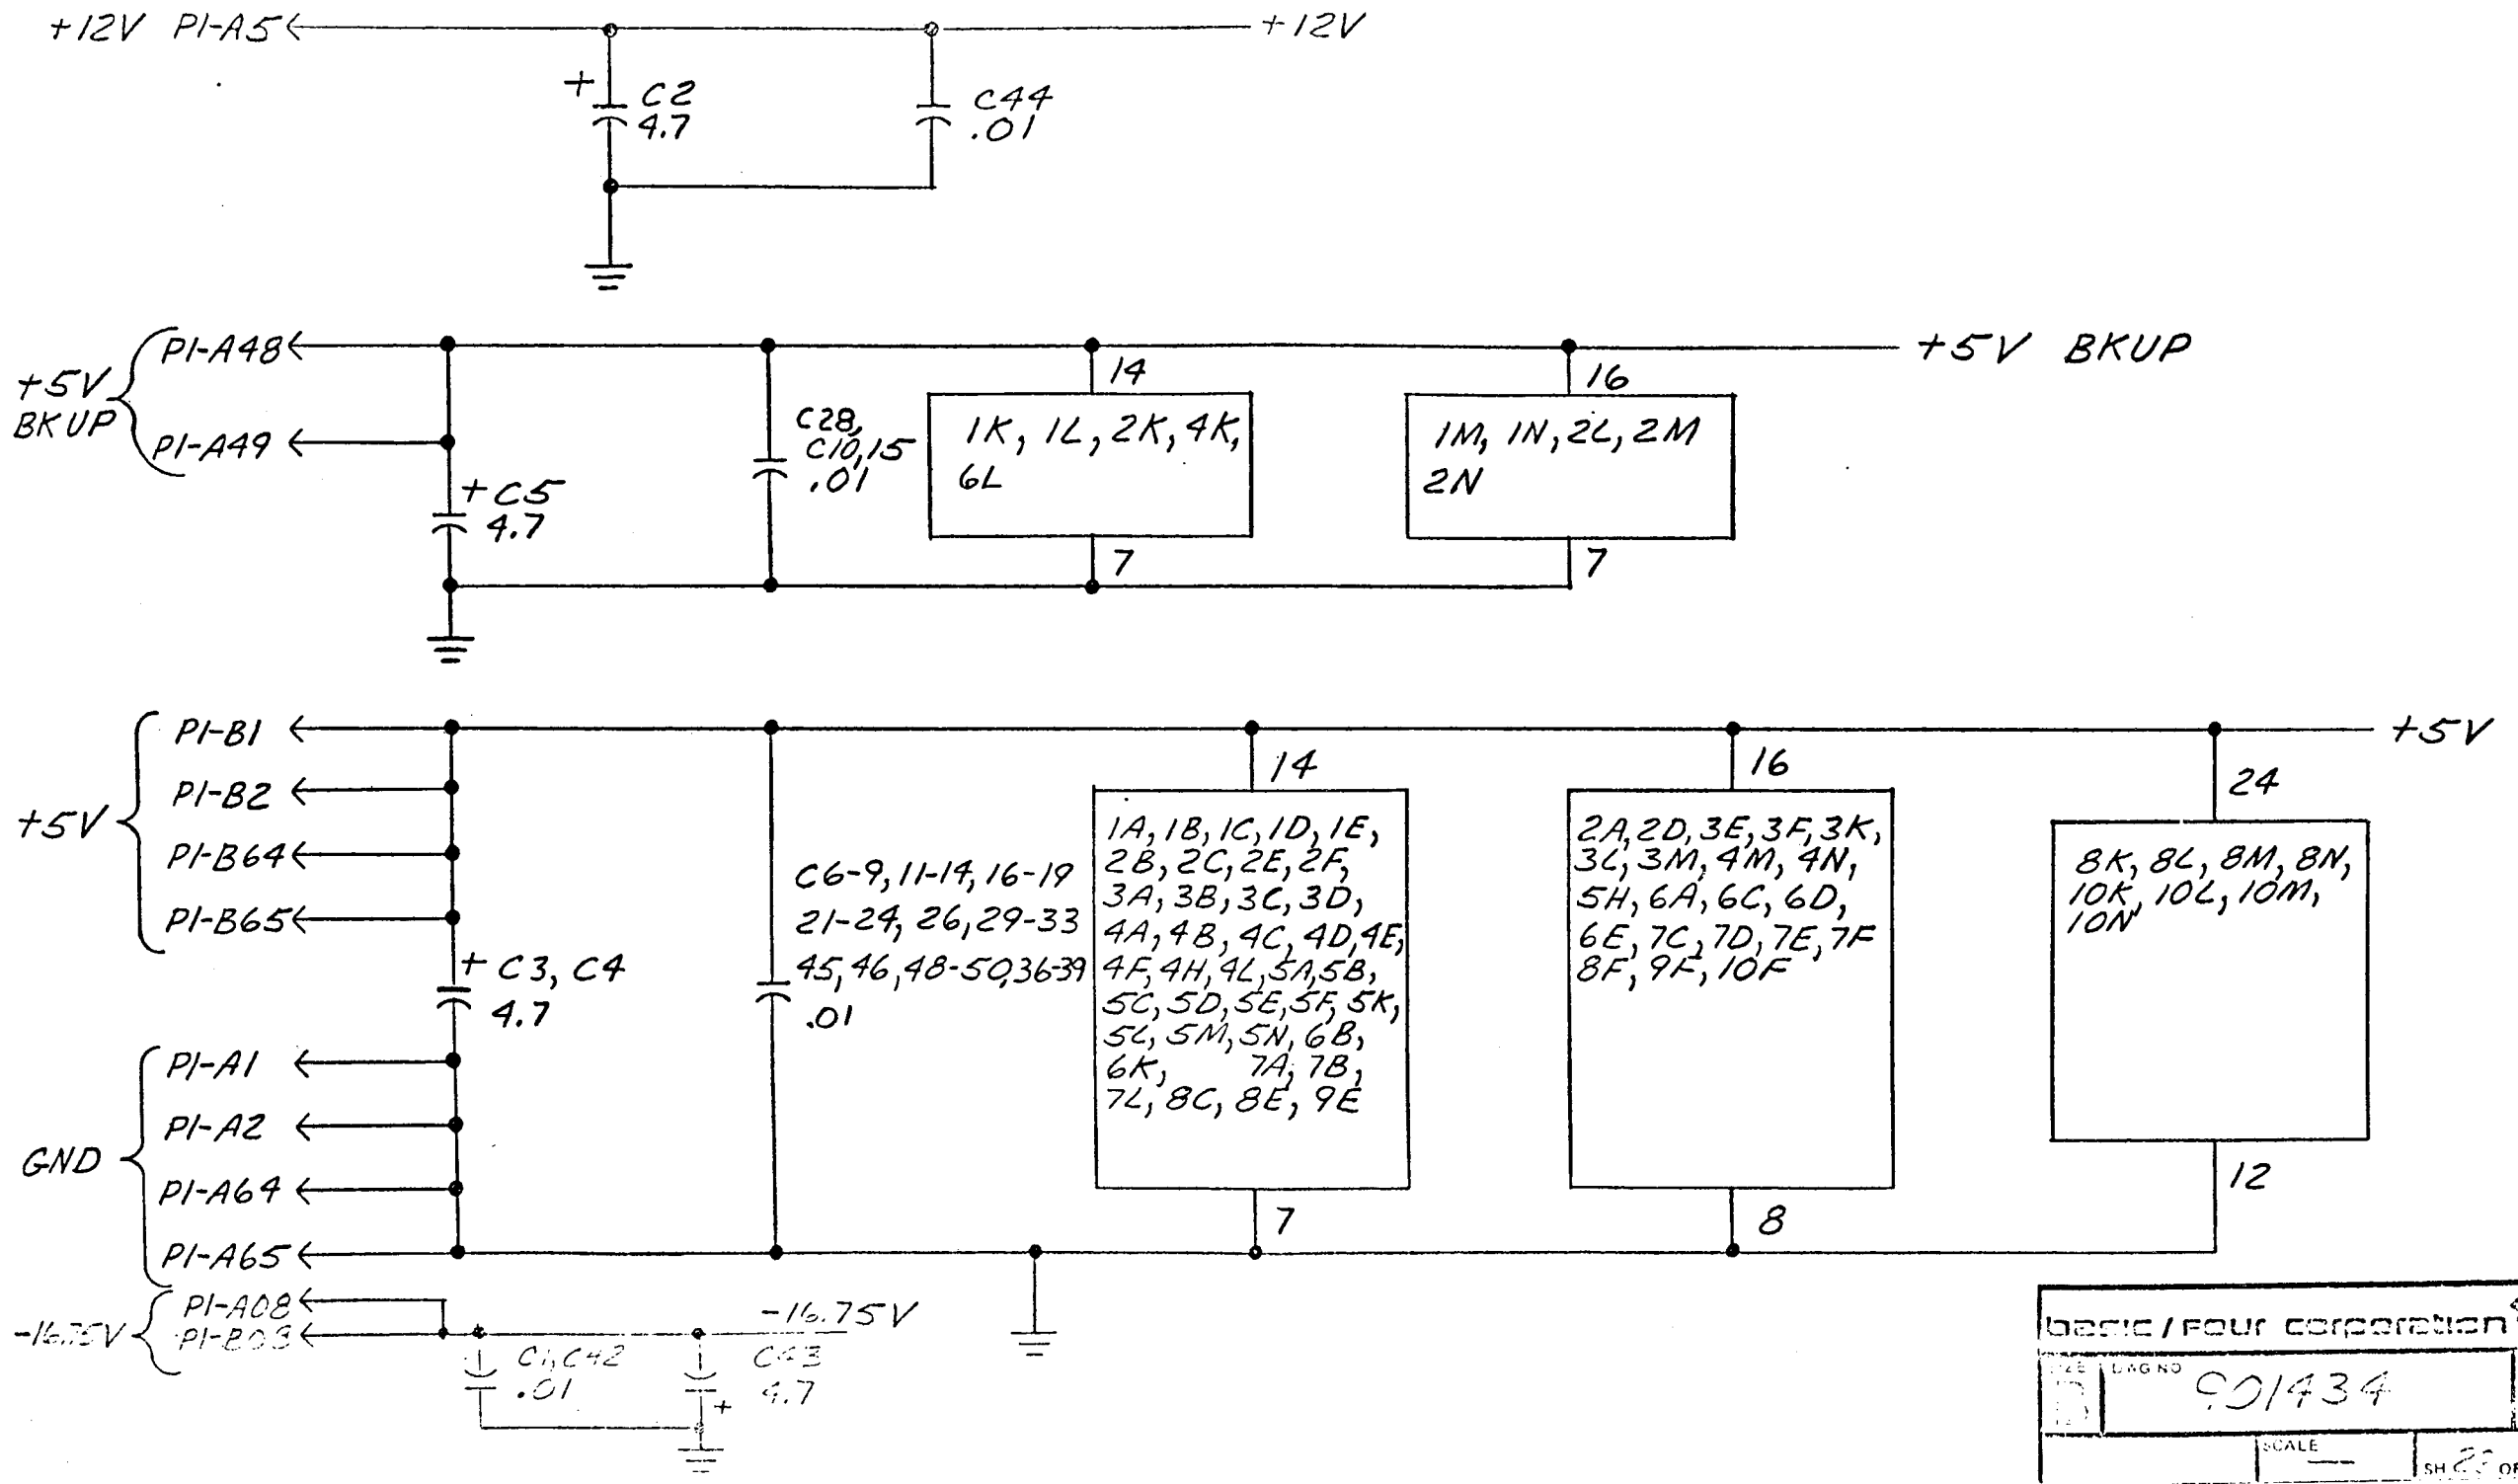 +12V P1-A5
+12V
+ C2
4.7
C44
.01
+5V
BKUP
P1-A48
P1-A49
+5V BKUP
+ C5
4.7
C28,
C10,15
.01
14
1K, 1L, 2K, 4K,
6L
7
16
1M, 1N, 2L, 2M
2N
7
+5V
P1-B1
P1-B2
P1-B64
P1-B65
+5V
+ C3, C4
4.7
C6-9, 11-14, 16-19
21-24, 26, 29-33
45, 46, 48-50, 36-39
.01
14
1A, 1B, 1C, 1D, 1E,
2B, 2C, 2E, 2F,
3A, 3B, 3C, 3D,
4A, 4B, 4C, 4D, 4E,
4F, 4H, 4L, 5A, 5B,
5C, 5D, 5E, 5F, 5K,
5L, 5M, 5N, 6B,
6K, 7A, 7B,
7L, 8C, 8E, 9E
7
16
2A, 2D, 3E, 3F, 3K,
3L, 3M, 4M, 4N,
5H, 6A, 6C, 6D,
6E, 7C, 7D, 7E, 7F
8F, 9F, 10F
8
24
8K, 8L, 8M, 8N,
10K, 10L, 10M,
10N
12
GND
P1-A1
P1-A2
P1-A64
P1-A65
-16.75V
P1-A08
-16.75V
C1, C42
.01
C43
4.7
+
basic / Four corporation
SIZE
D
DWG NO
901434
SCALE
—
SH